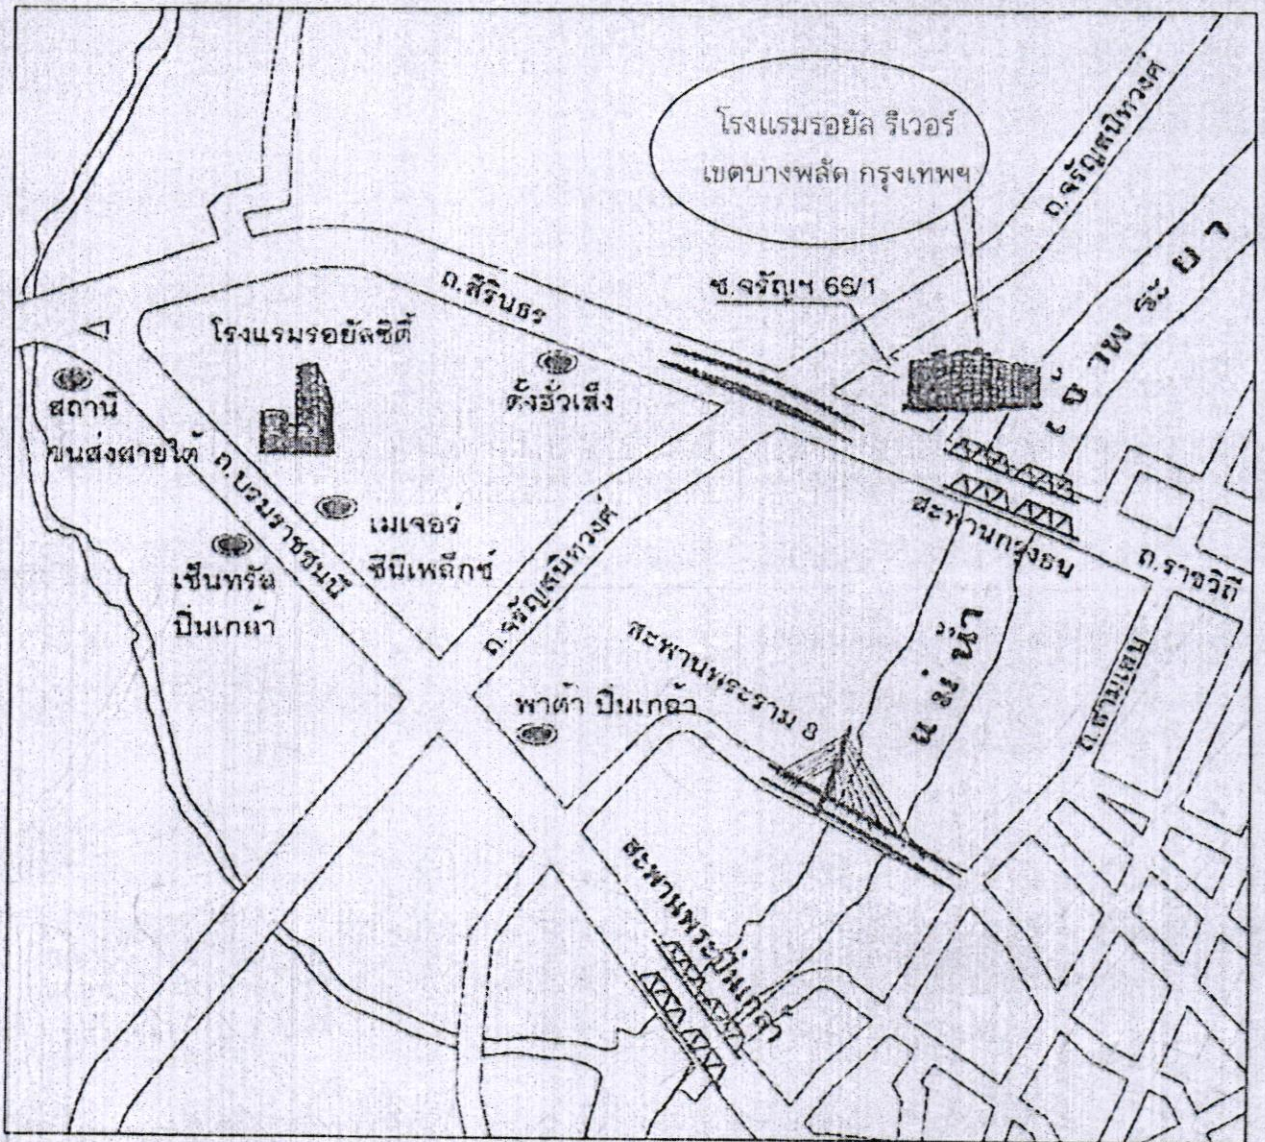 โรงแรมรอยัล ริเวอร์
เขตบางพลัด กรุงเทพฯ
ถ.จรัญสนิทวงศ์
ถ.สิรินธร
ซ.จรัญฯ 66/1
แม่น้ำเจ้าพระยา
โรงแรมรอยัลซิตี้
ตั้งฮั่วเส็ง
สถานี
ขนส่งสายใต้
ถ.บรมราชชนนี
เมเจอร์
ซีนีเพล็กซ์
เซ็นทรัล
ปิ่นเกล้า
ถ.จรัญสนิทวงศ์
สะพานกรุงธน
ถ.ราชวิถี
สะพานพระราม 8
ถ.สามเสน
พาต้า ปิ่นเกล้า
สะพานพระปิ่นเกล้า